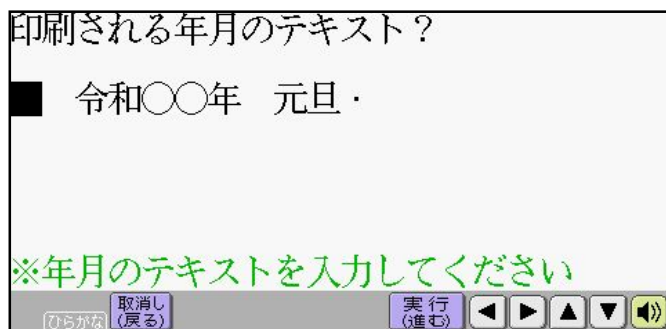 印刷される年月のテキスト？
■　令和○○年　元旦・
※年月のテキストを入力してください
ひらがな 取消し(戻る) 実行(進む) ◀ ▶ ▲ ▼